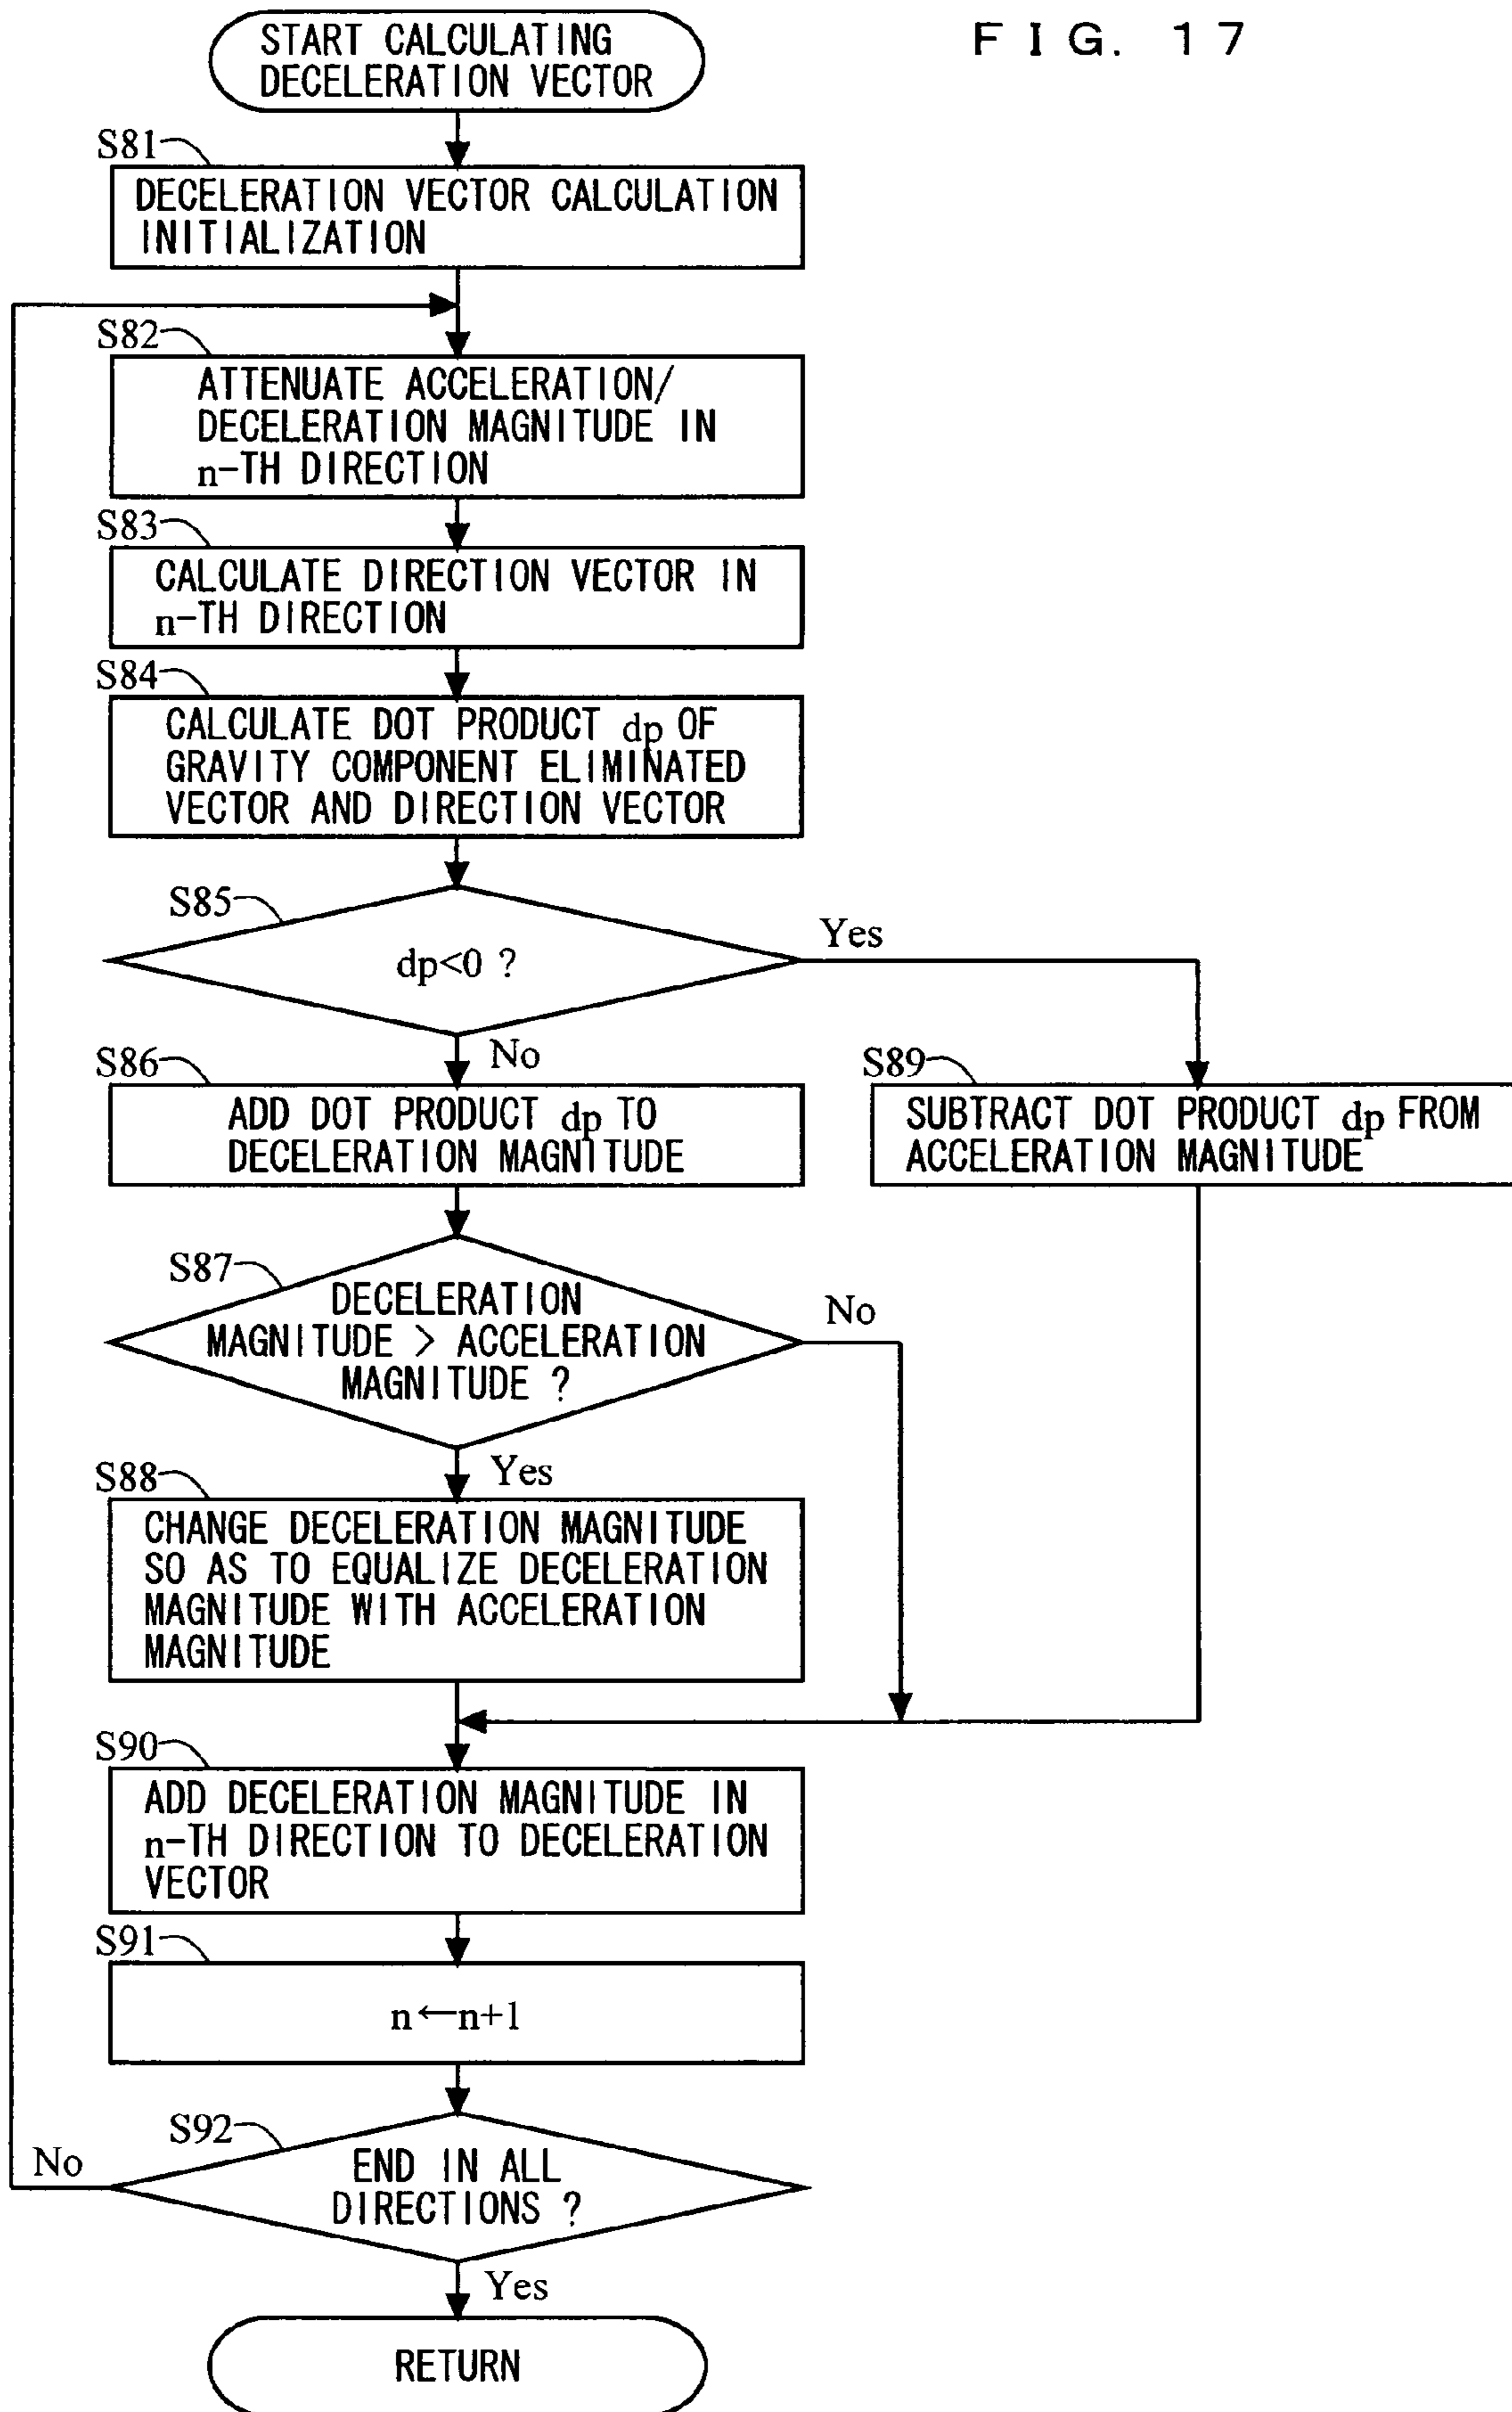 FIG. 17
START CALCULATING
DECELERATION VECTOR
S81
DECELERATION VECTOR CALCULATION
INITIALIZATION
S82
ATTENUATE ACCELERATION/
DECELERATION MAGNITUDE IN
n-TH DIRECTION
S83
CALCULATE DIRECTION VECTOR IN
n-TH DIRECTION
S84
CALCULATE DOT PRODUCT dp OF
GRAVITY COMPONENT ELIMINATED
VECTOR AND DIRECTION VECTOR
S85
dp<0 ?
Yes
No
S86
ADD DOT PRODUCT dp TO
DECELERATION MAGNITUDE
S89
SUBTRACT DOT PRODUCT dp FROM
ACCELERATION MAGNITUDE
S87
DECELERATION
MAGNITUDE > ACCELERATION
MAGNITUDE ?
No
Yes
S88
CHANGE DECELERATION MAGNITUDE
SO AS TO EQUALIZE DECELERATION
MAGNITUDE WITH ACCELERATION
MAGNITUDE
S90
ADD DECELERATION MAGNITUDE IN
n-TH DIRECTION TO DECELERATION
VECTOR
S91
n←n+1
S92
END IN ALL
DIRECTIONS ?
No
Yes
RETURN